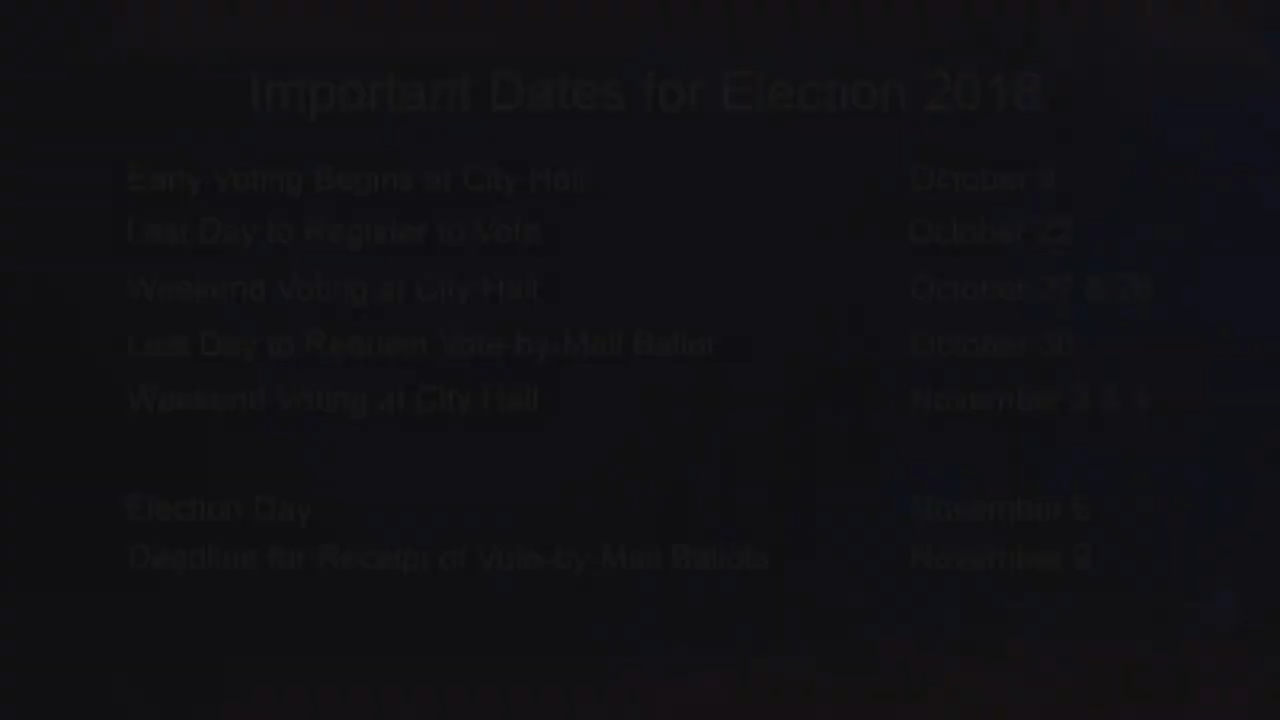 Important Dates for Election 2018
Early Voting Begins at City Hall October
Last Day to Register to Vote October 22
Weekend Voting at City Hall October 27 & 28
Last Day to Request Vote-by-Mail Ballot October 30
Weekend Voting at City Hall November 3 & 4
Election Day November
Deadline for Receipt of Vote-by-Mail Ballots November 9